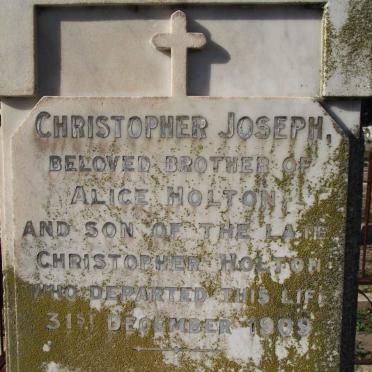 CHRISTOPHER JOSEPH,
BELOVED BROTHER OF
ALICE HOLTON,
AND SON OF THE LATE
CHRISTOPHER HOLTON
WHO DEPARTED THIS LIFE
31ST DECEMBER 1909